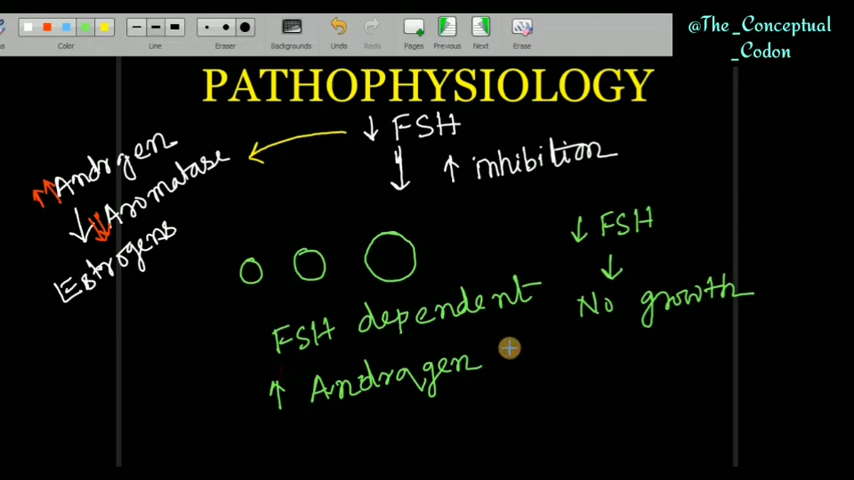 @The_Conceptual
_Codon
Color
Line
Eraser
Backgrounds
Undo
Redo
Pages
Previous
Next
Erase
PATHOPHYSIOLOGY
↓ FSH
↑ inhibition
↑↑ Androgen
↓↓ Aromatase
Estrogens
↓ FSH
↓
No growth
FSH dependent
↑ Androgen